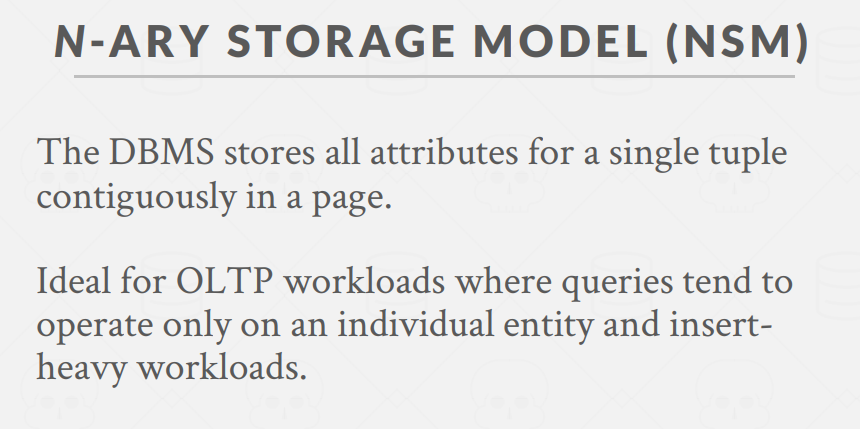 N-ARY STORAGE MODEL (NSM)
The DBMS stores all attributes for a single tuple
contiguously in a page.
Ideal for OLTP workloads where queries tend to
operate only on an individual entity and insert-
heavy workloads.